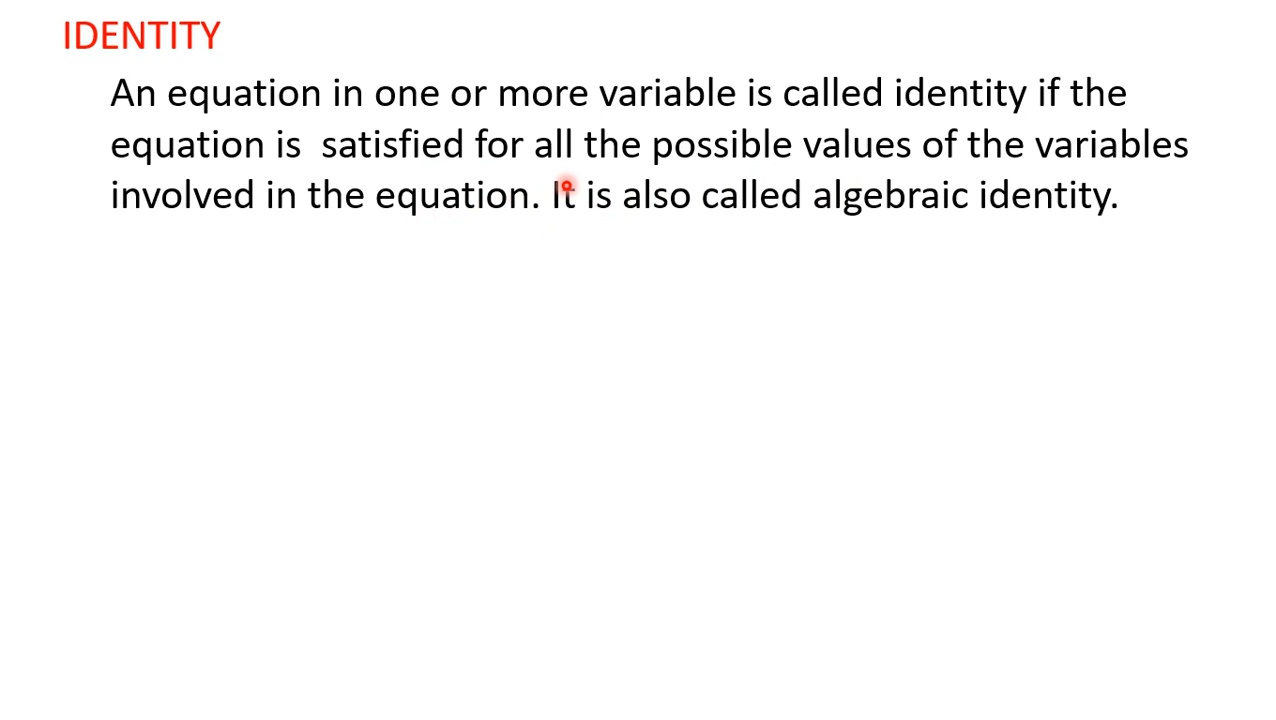 IDENTITY
An equation in one or more variable is called identity if the
equation is  satisfied for all the possible values of the variables
involved in the equation. It is also called algebraic identity.